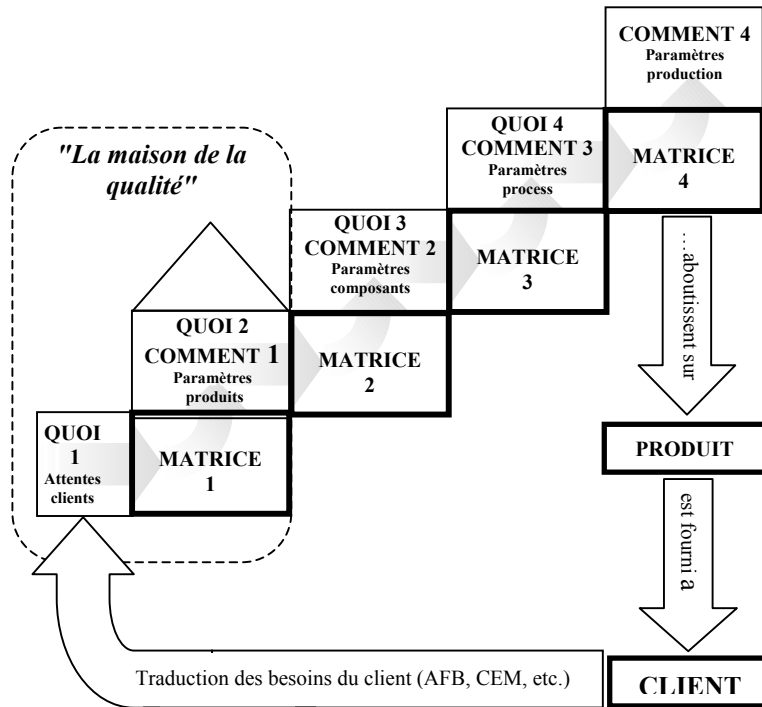 COMMENT 4
Paramètres
production
QUOI 4
COMMENT 3
Paramètres
process
MATRICE
4
"La maison de la
qualité"
QUOI 3
COMMENT 2
Paramètres
composants
MATRICE
3
…aboutissent sur
QUOI 2
COMMENT 1
Paramètres
produits
MATRICE
2
QUOI
1
Attentes
clients
MATRICE
1
PRODUIT
est fourni a
Traduction des besoins du client (AFB, CEM, etc.)
CLIENT